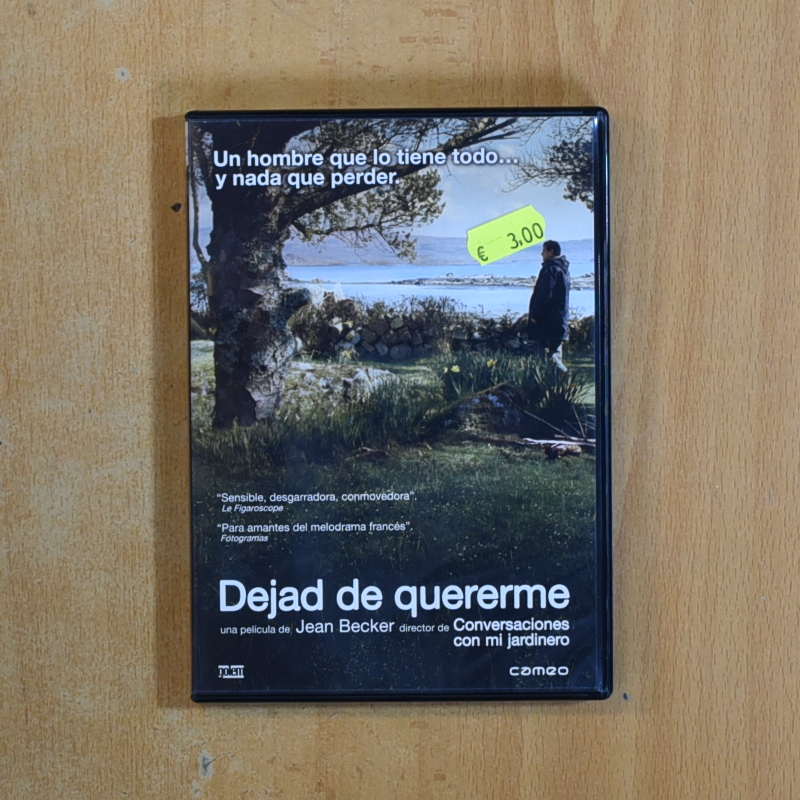 Un hombre que lo tiene todo...
y nada que perder.
€ 3,00
“Sensible, desgarradora, conmovedora”.
Le Figaroscope
“Para amantes del melodrama francés”.
Fotogramas
Dejad de quererme
una película de Jean Becker director de Conversaciones
con mi jardinero
cameo